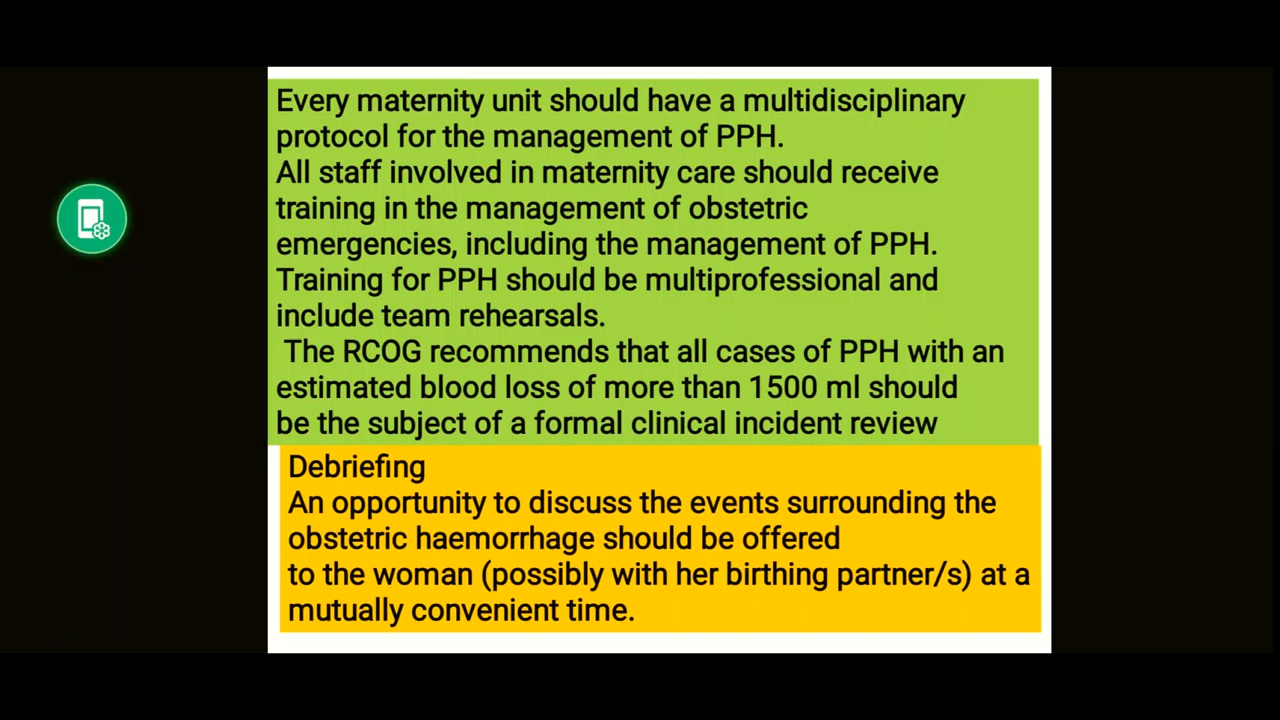 Every maternity unit should have a multidisciplinary
protocol for the management of PPH.
All staff involved in maternity care should receive
training in the management of obstetric
emergencies, including the management of PPH.
Training for PPH should be multiprofessional and
include team rehearsals.
The RCOG recommends that all cases of PPH with an
estimated blood loss of more than 1500 ml should
be the subject of a formal clinical incident review
Debriefing
An opportunity to discuss the events surrounding the
obstetric haemorrhage should be offered
to the woman (possibly with her birthing partner/s) at a
mutually convenient time.